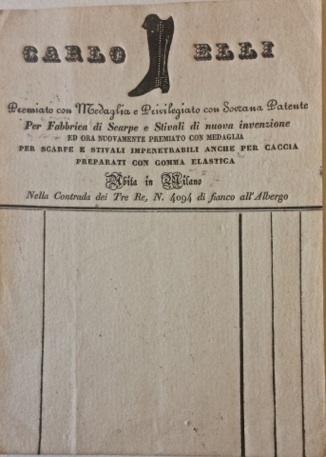 CARLO ELLI
Premiato con Medaglia e Privilegiato con Sovrana Patente
Per Fabbrica di Scarpe e Stivali di nuova invenzione
ED ORA NUOVAMENTE PREMIATO CON MEDAGLIA
PER SCARPE E STIVALI IMPENETRABILI ANCHE PER CACCIA
PREPARATI CON GOMMA ELASTICA
Abita in Milano
Nella Contrada dei Tre Re, N. 4094 di fianco all'Albergo